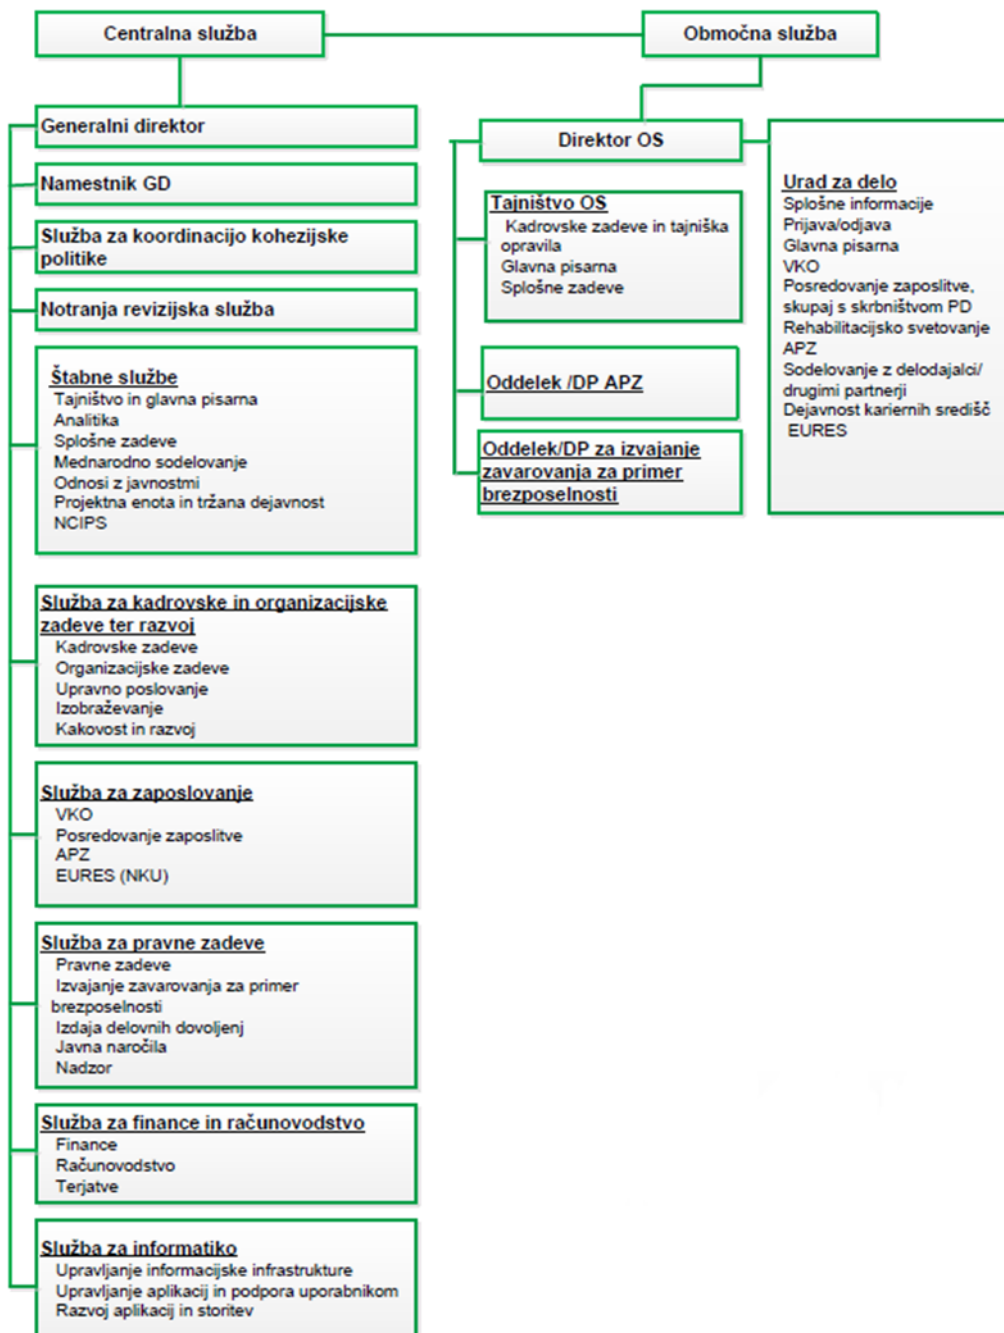 Centralna služba
Območna služba
Generalni direktor
Namestnik GD
Služba za koordinacijo kohezijske
politike
Notranja revizijska služba
Štabne službe
Tajništvo in glavna pisarna
Analitika
Splošne zadeve
Mednarodno sodelovanje
Odnosi z javnostmi
Projektna enota in tržana dejavnost
NCIPS
Služba za kadrovske in organizacijske
zadeve ter razvoj
Kadrovske zadeve
Organizacijske zadeve
Upravno poslovanje
Izobraževanje
Kakovost in razvoj
Služba za zaposlovanje
VKO
Posredovanje zaposlitve
APZ
EURES (NKU)
Služba za pravne zadeve
Pravne zadeve
Izvajanje zavarovanja za primer
brezposelnosti
Izdaja delovnih dovoljenj
Javna naročila
Nadzor
Služba za finance in računovodstvo
Finance
Računovodstvo
Terjatve
Služba za informatiko
Upravljanje informacijske infrastrukture
Upravljanje aplikacij in podpora uporabnikom
Razvoj aplikacij in storitev
Direktor OS
Tajništvo OS
Kadrovske zadeve in tajniška
opravila
Glavna pisarna
Splošne zadeve
Oddelek /DP APZ
Oddelek/DP za izvajanje
zavarovanja za primer
brezposelnosti
Urad za delo
Splošne informacije
Prijava/odjava
Glavna pisarna
VKO
Posredovanje zaposlitve,
skupaj s skrbništvom PD
Rehabilitacijsko svetovanje
APZ
Sodelovanje z delodajalci/
drugimi partnerji
Dejavnost kariernih središč
EURES